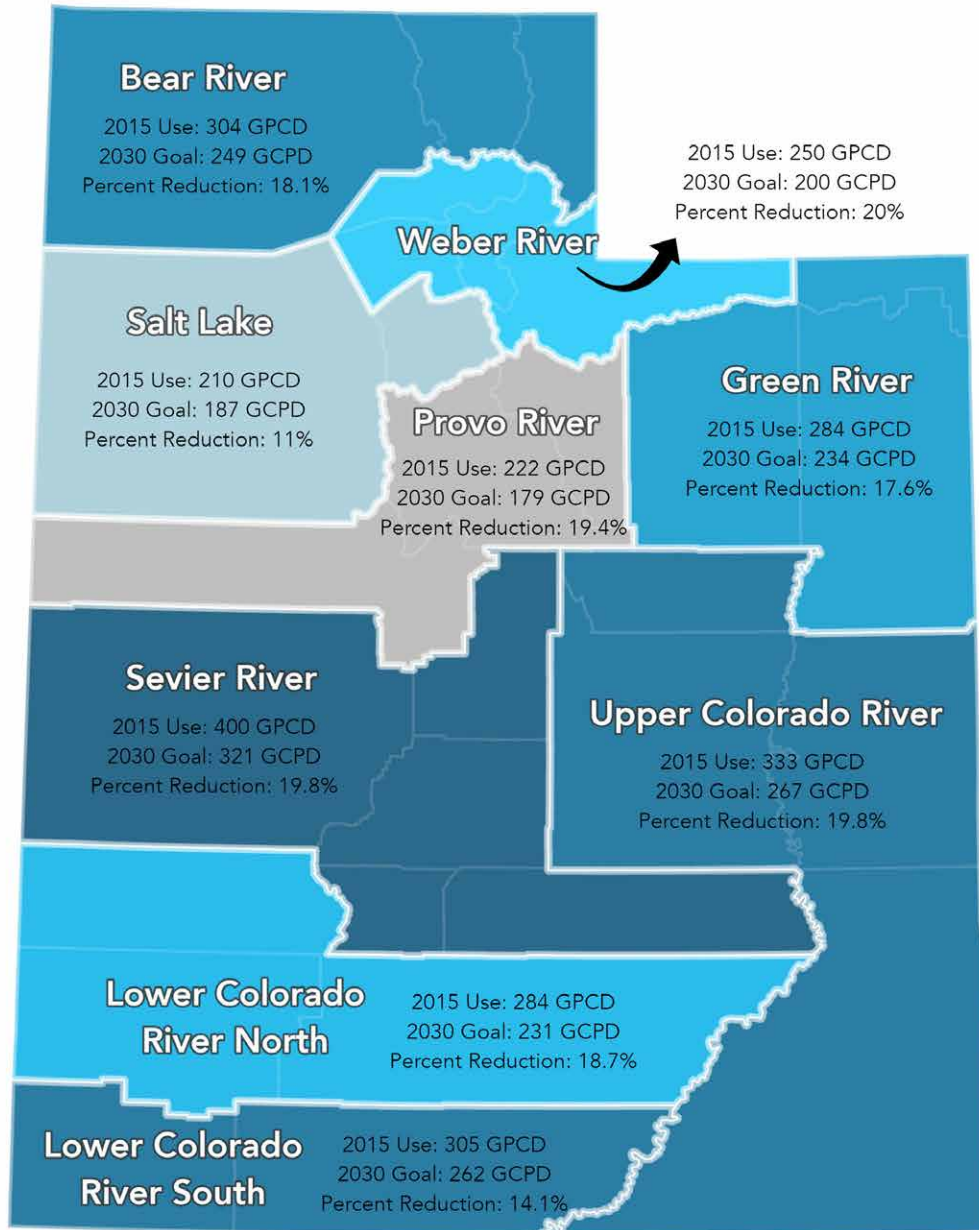 Bear River
2015 Use: 304 GPCD
2030 Goal: 249 GCPD
Percent Reduction: 18.1%
2015 Use: 250 GPCD
2030 Goal: 200 GCPD
Percent Reduction: 20%
Weber River
Salt Lake
2015 Use: 210 GPCD
2030 Goal: 187 GCPD
Percent Reduction: 11%
Provo River
2015 Use: 222 GPCD
2030 Goal: 179 GCPD
Percent Reduction: 19.4%
Green River
2015 Use: 284 GPCD
2030 Goal: 234 GCPD
Percent Reduction: 17.6%
Sevier River
2015 Use: 400 GPCD
2030 Goal: 321 GCPD
Percent Reduction: 19.8%
Upper Colorado River
2015 Use: 333 GPCD
2030 Goal: 267 GCPD
Percent Reduction: 19.8%
Lower Colorado
River North
2015 Use: 284 GPCD
2030 Goal: 231 GCPD
Percent Reduction: 18.7%
Lower Colorado
River South
2015 Use: 305 GPCD
2030 Goal: 262 GCPD
Percent Reduction: 14.1%